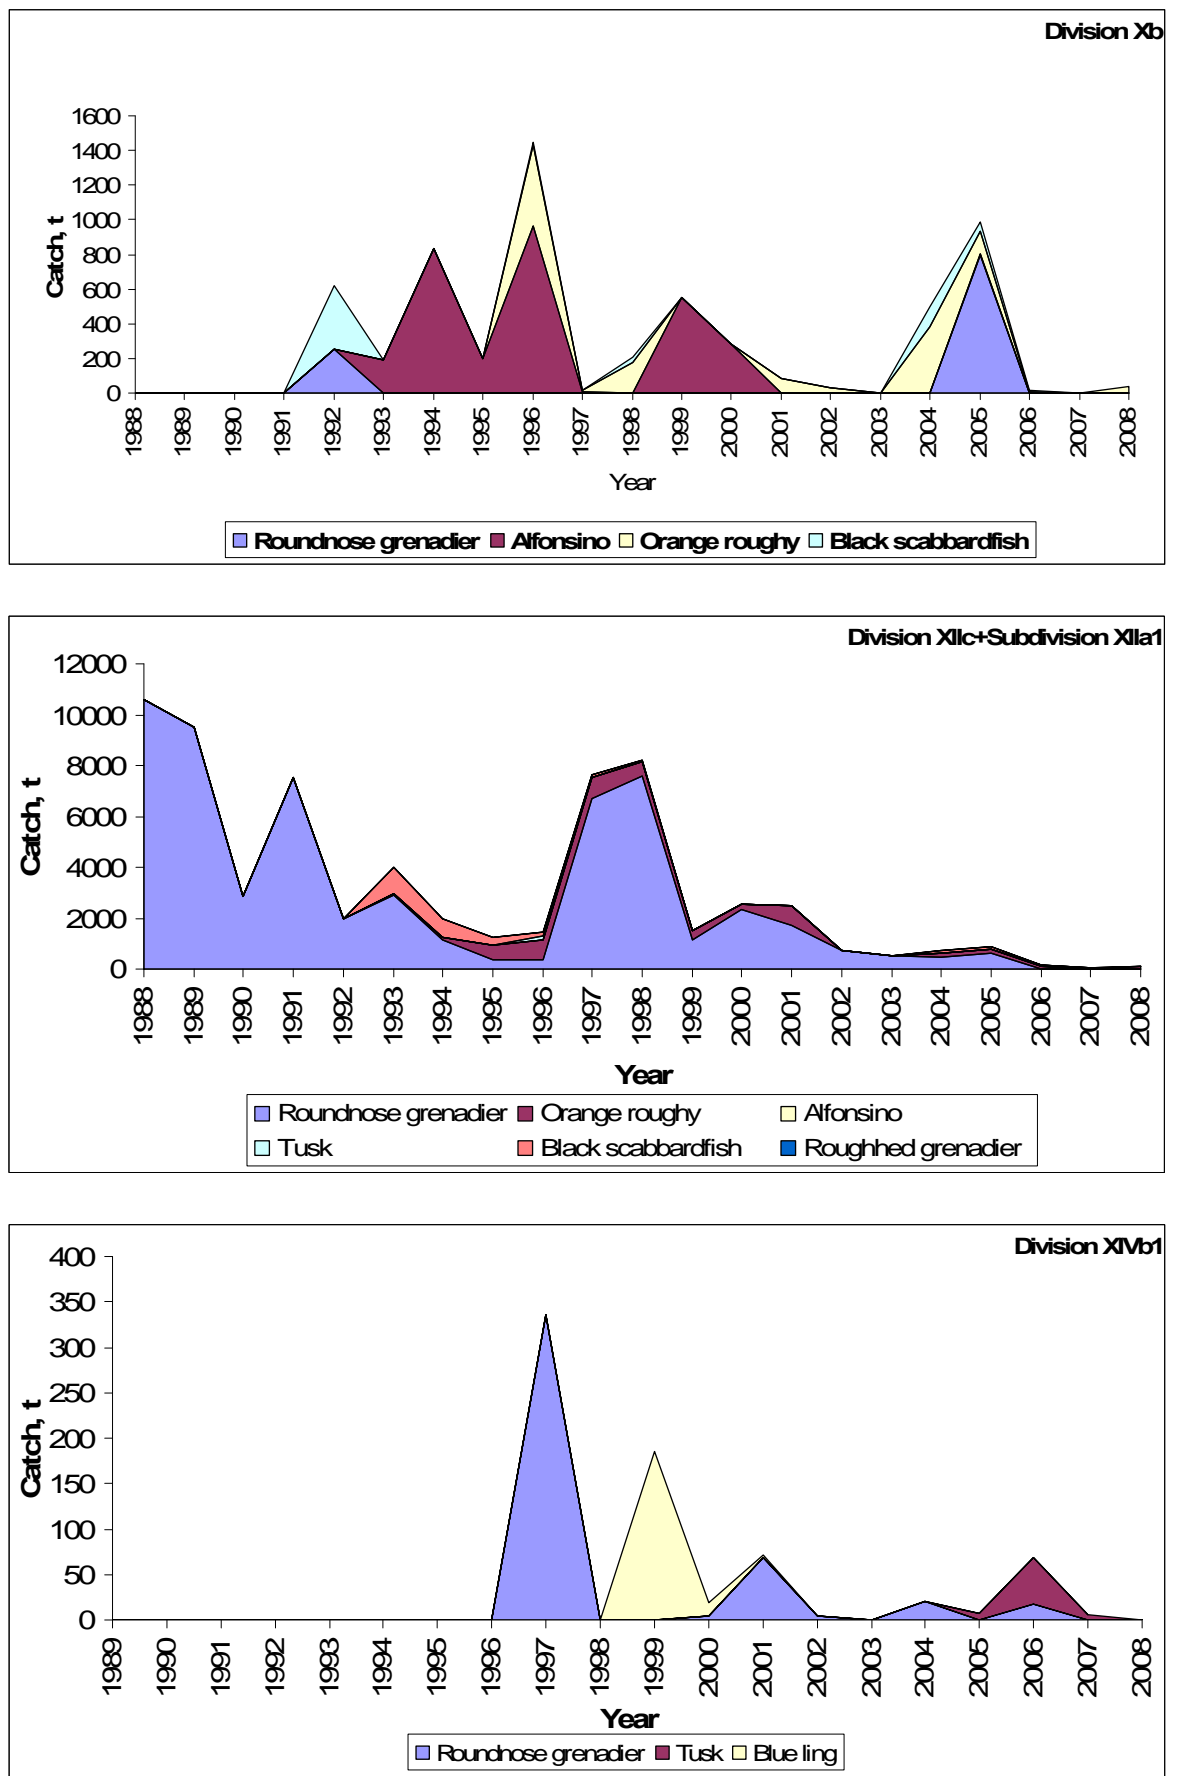 Division Xb
1600
1400
1200
1000
800
600
400
200
0
Catch, t
1988 1989 1990 1991 1992 1993 1994 1995 1996 1997 1998 1999 2000 2001 2002 2003 2004 2005 2006 2007 2008
Year
Roundnose grenadier Alfonsino Orange roughy Black scabbardfish
Division XIIc+Subdivision XIIa1
12000
10000
8000
6000
4000
2000
0
Catch, t
1988 1989 1990 1991 1992 1993 1994 1995 1996 1997 1998 1999 2000 2001 2002 2003 2004 2005 2006 2007 2008
Year
Roundnose grenadier Orange roughy Alfonsino
Tusk Black scabbardfish Roughhed grenadier
Division XIVb1
400
350
300
250
200
150
100
50
0
Catch, t
1989 1990 1991 1992 1993 1994 1995 1996 1997 1998 1999 2000 2001 2002 2003 2004 2005 2006 2007 2008
Year
Roundnose grenadier Tusk Blue ling